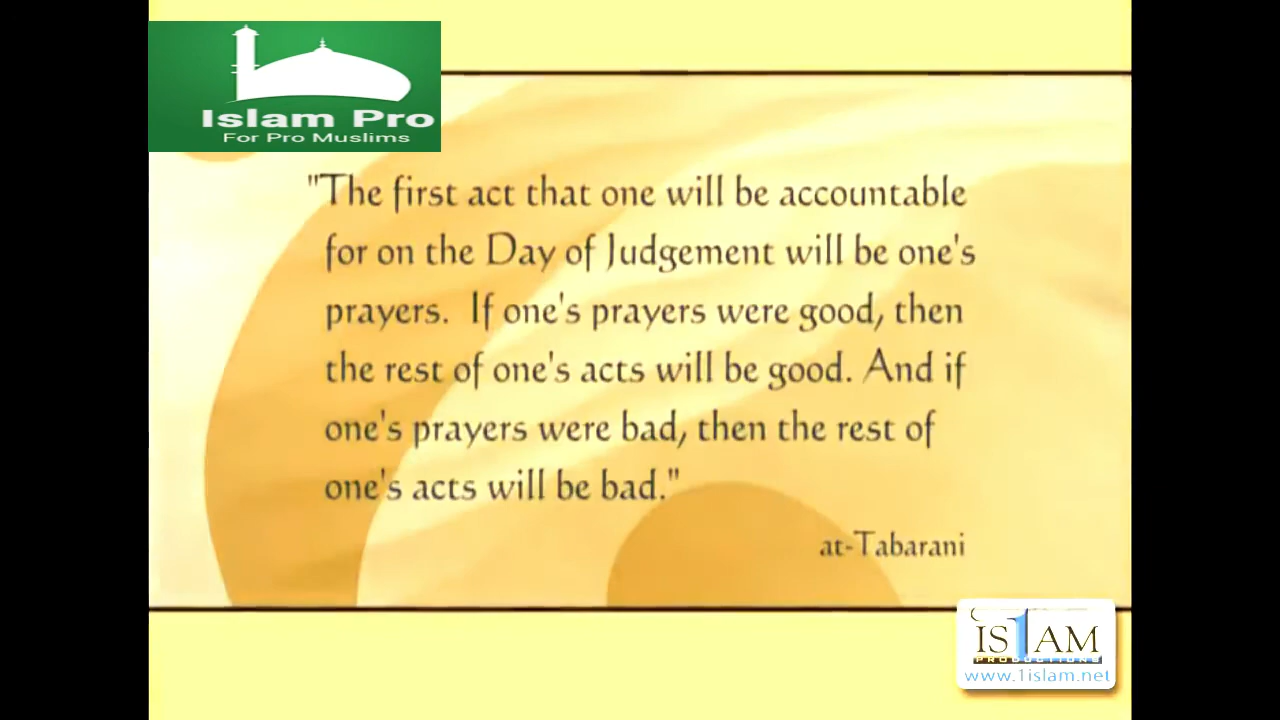 Islam Pro
For Pro Muslims
"The first act that one will be accountable
for on the Day of Judgement will be one's
prayers. If one's prayers were good, then
the rest of one's acts will be good. And if
one's prayers were bad, then the rest of
one's acts will be bad."
at-Tabarani
IS1AM
PRODUCTIONS
www.1islam.net